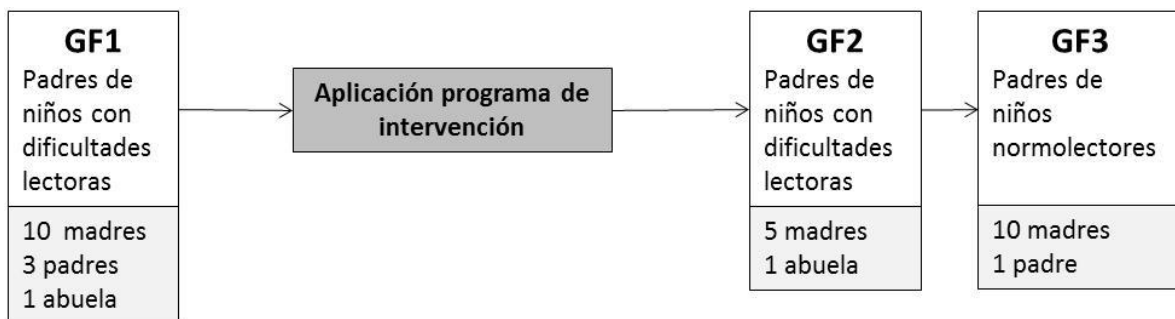 GF1
Padres de
niños con
dificultades
lectoras
10 madres
3 padres
1 abuela
Aplicación programa de
intervención
GF2
Padres de
niños con
dificultades
lectoras
5 madres
1 abuela
GF3
Padres de
niños
normolectores
10 madres
1 padre